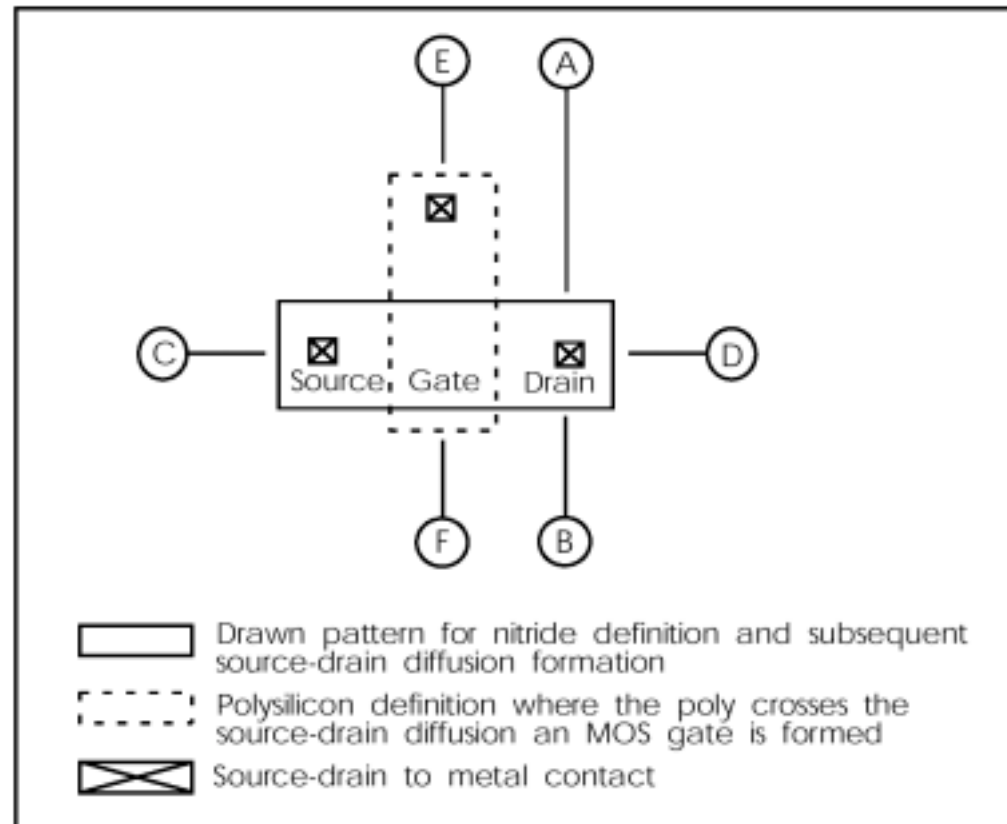 E A
C D
Source Gate Drain
F B
Drawn pattern for nitride definition and subsequent
source-drain diffusion formation
Polysilicon definition where the poly crosses the
source-drain diffusion an MOS gate is formed
Source-drain to metal contact